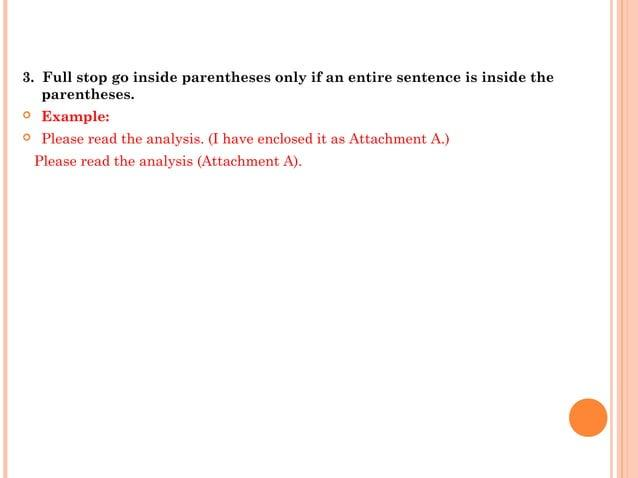 3. Full stop go inside parentheses only if an entire sentence is inside the
parentheses.
Example:
Please read the analysis. (I have enclosed it as Attachment A.)
Please read the analysis (Attachment A).